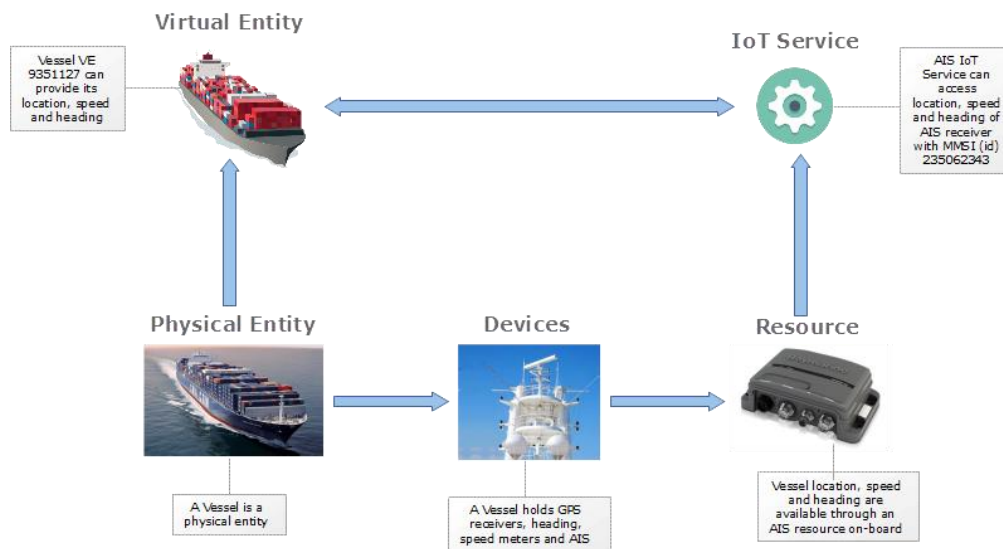 Virtual Entity
IoT Service
Vessel VE
9351127 can
provide its
location, speed
and heading
AIS IoT
Service can
access
location, speed
and heading of
AIS receiver
with MMSI (id)
235062343
Physical Entity
Devices
Resource
A Vessel is a
physical entity
A Vessel holds GPS
receivers, heading,
speed meters and AIS
Vessel location, speed
and heading are
available through an
AIS resource on-board